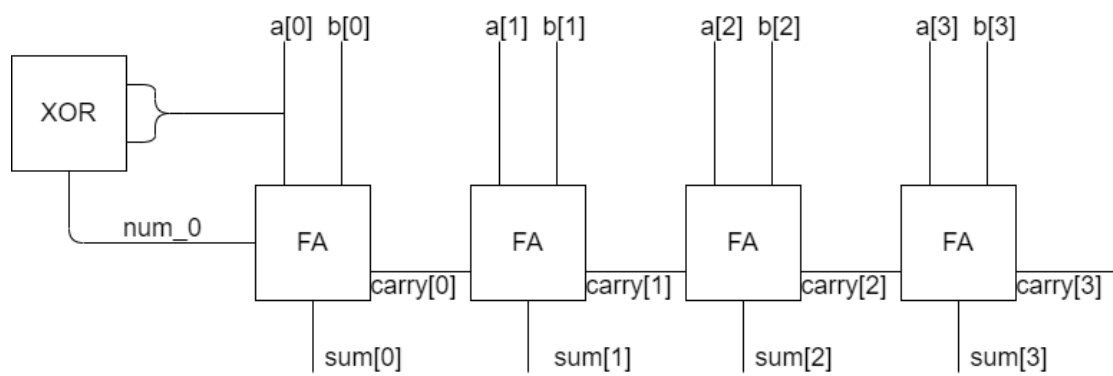 a[0] b[0] a[1] b[1] a[2] b[2] a[3] b[3]
XOR
num_0
FA FA FA FA
carry[0] carry[1] carry[2] carry[3]
sum[0] sum[1] sum[2] sum[3]